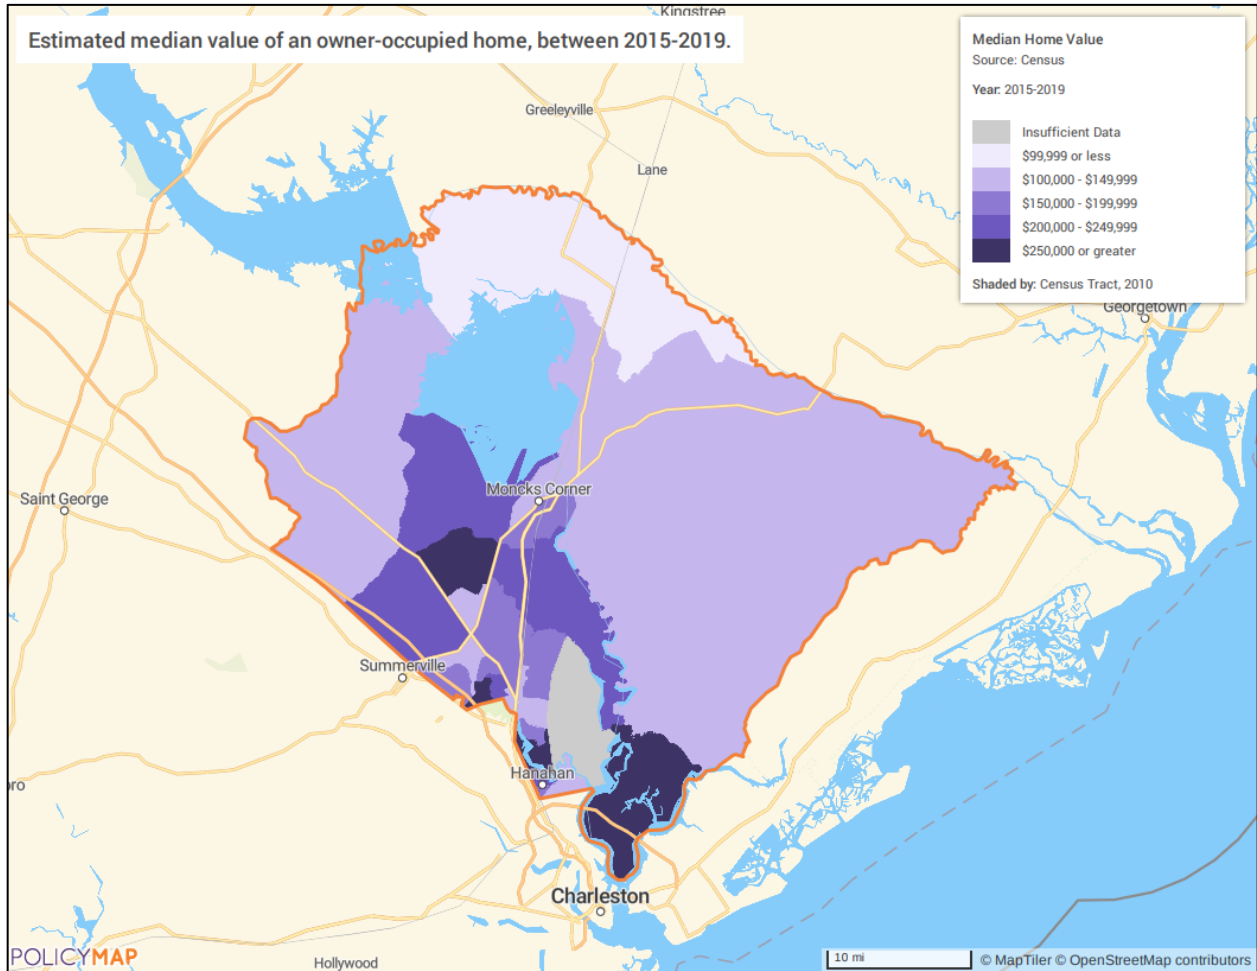 Kingstree
Estimated median value of an owner-occupied home, between 2015-2019.
Median Home Value
Source: Census
Year: 2015-2019
Insufficient Data
$99,999 or less
$100,000 - $149,999
$150,000 - $199,999
$200,000 - $249,999
$250,000 or greater
Shaded by: Census Tract, 2010
Greeleyville
Lane
Georgetown
Saint George
Moncks Corner
Summerville
Hanahan
oro
Charleston
POLICYMAP
Hollywood
10 mi
© MapTiler © OpenStreetMap contributors